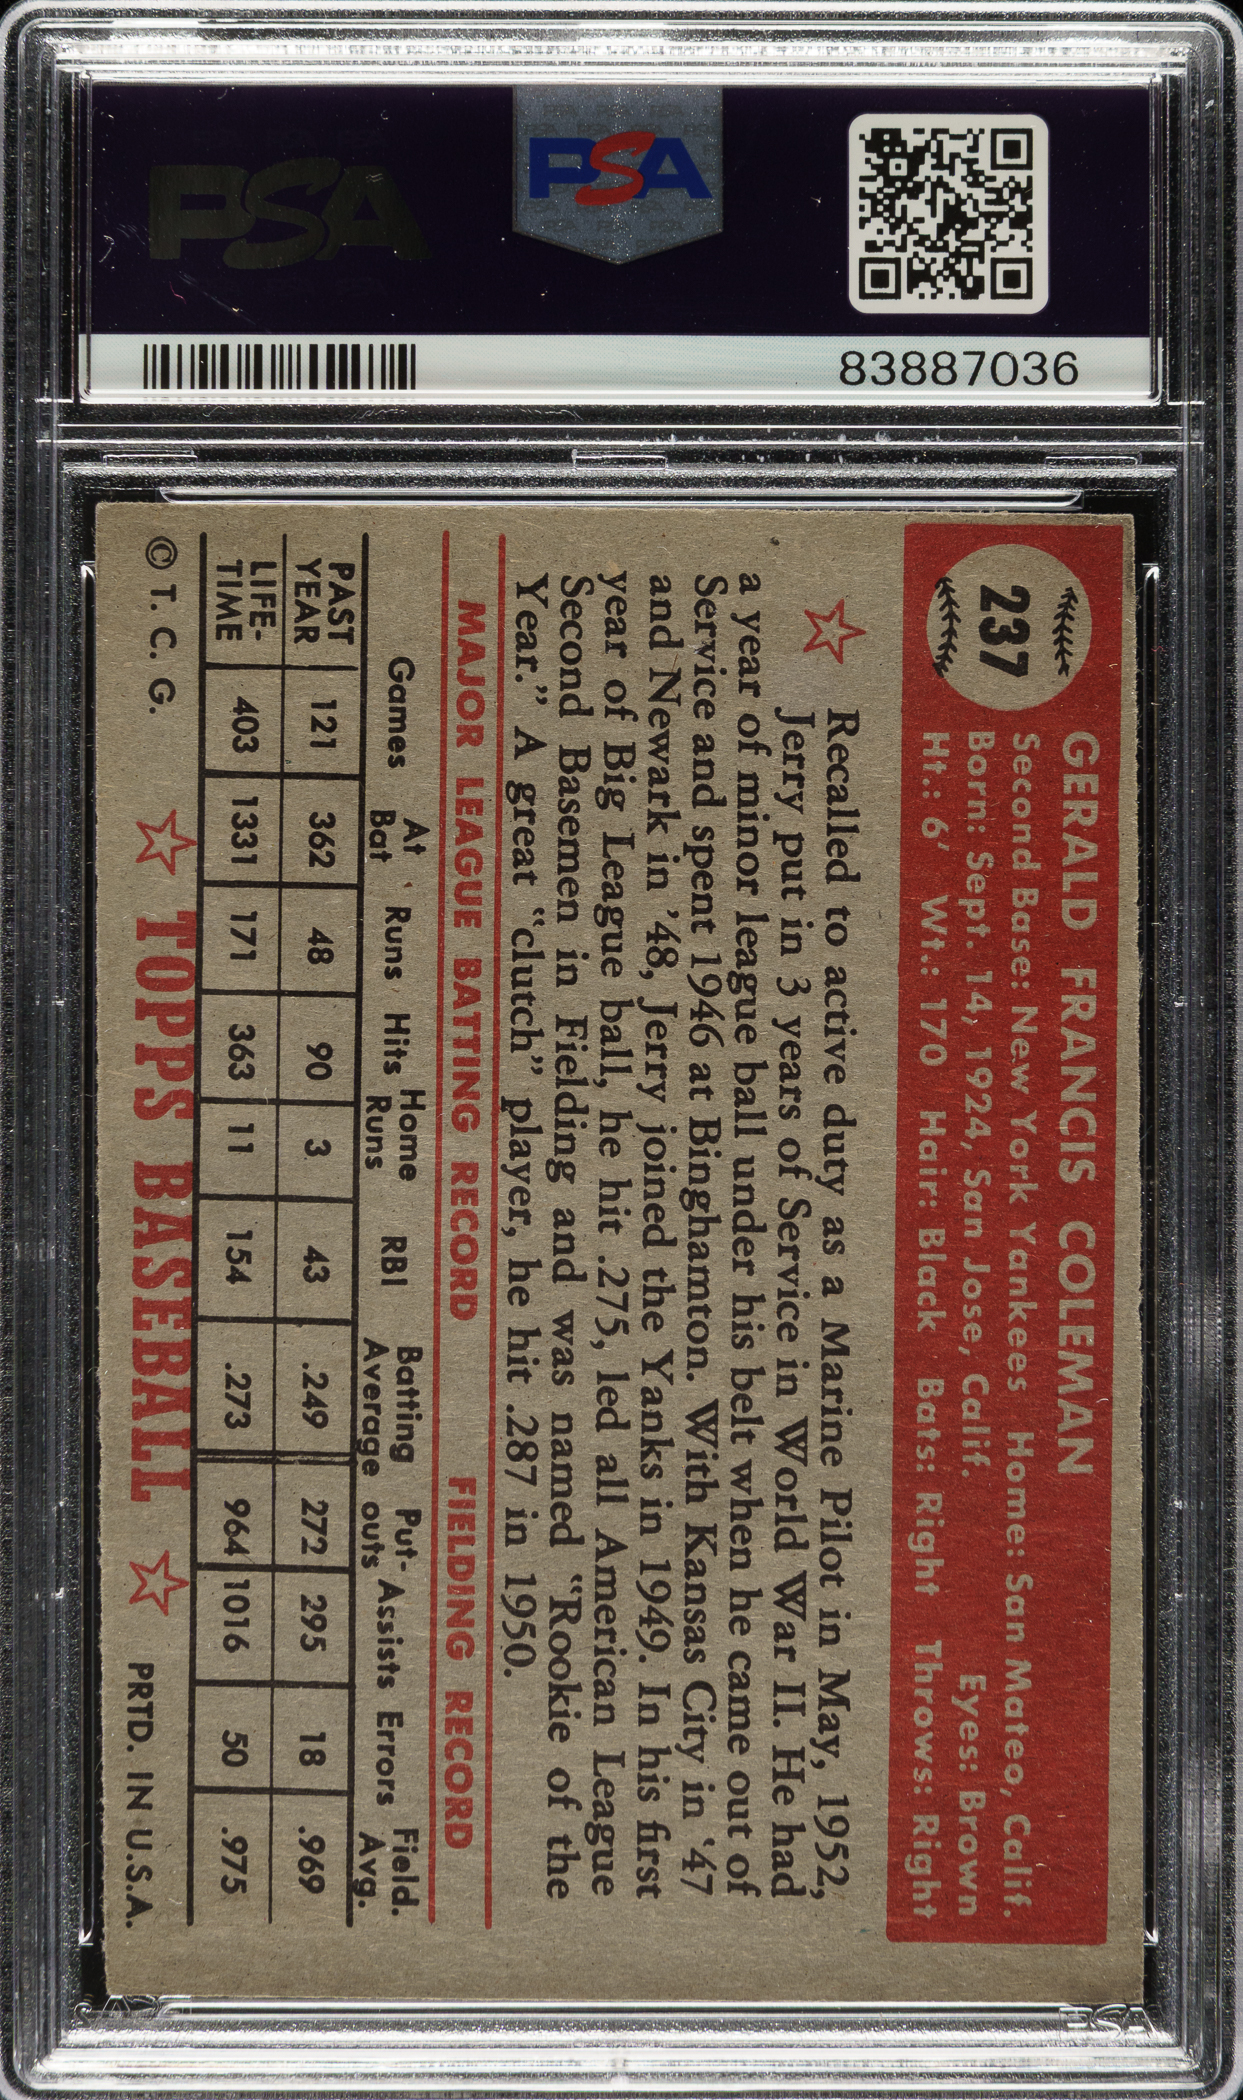 PSA
PSA
83887036
237
GERALD FRANCIS COLEMAN
Second Base: New York Yankees Home: San Mateo, Calif.
Born: Sept. 14, 1924, San Jose, Calif. Eyes: Brown
Ht.: 6' Wt.: 170 Hair: Black Bats: Right Throws: Right
Recalled to active duty as a Marine Pilot in May, 1952,
Jerry put in 3 years of Service in World War II. He had
a year of minor league ball under his belt when he came out of
Service and spent 1946 at Binghamton. With Kansas City in '47
and Newark in '48, Jerry joined the Yanks in 1949. In his first
year of Big League ball, he hit .275, led all American League
Second Basemen in Fielding and was named "Rookie of the
Year." A great "clutch" player, he hit .287 in 1950.
MAJOR LEAGUE BATTING RECORD FIELDING RECORD
Games At Bat Runs Hits Home Runs RBI Batting Average Put-outs Assists Errors Field. Avg.
PAST YEAR 121 362 48 90 3 43 .249 272 295 18 .969
LIFE-TIME 403 1331 171 363 11 154 .273 964 1016 50 .975
© T. C. G. TOPPS BASEBALL PRTD. IN U.S.A.
PSA